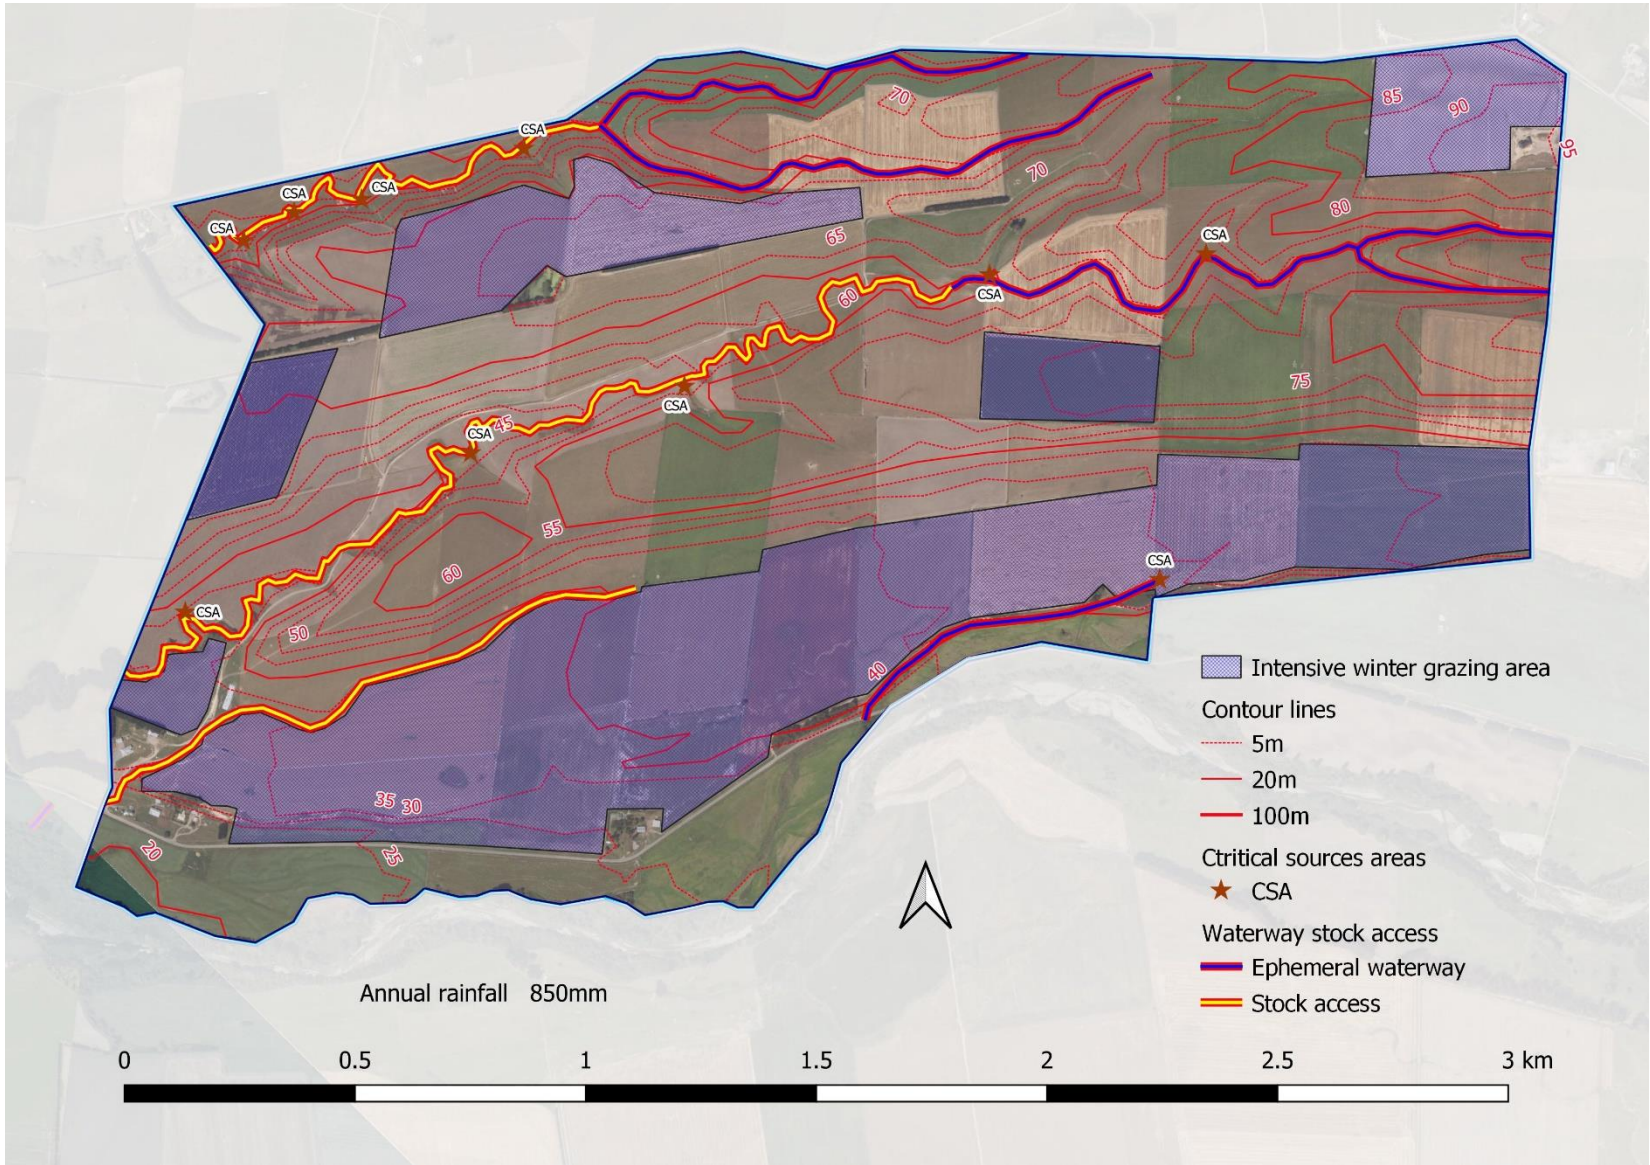 70
85
90
95
CSA
CSA
CSA
70
80
CSA
65
CSA
60
CSA
75
CSA
45
CSA
55
CSA
60
CSA
50
40
35 30
20
25
Intensive winter grazing area
Contour lines
5m
20m
100m
Ctritical sources areas
CSA
Waterway stock access
Ephemeral waterway
Stock access
Annual rainfall 850mm
0 0.5 1 1.5 2 2.5 3 km